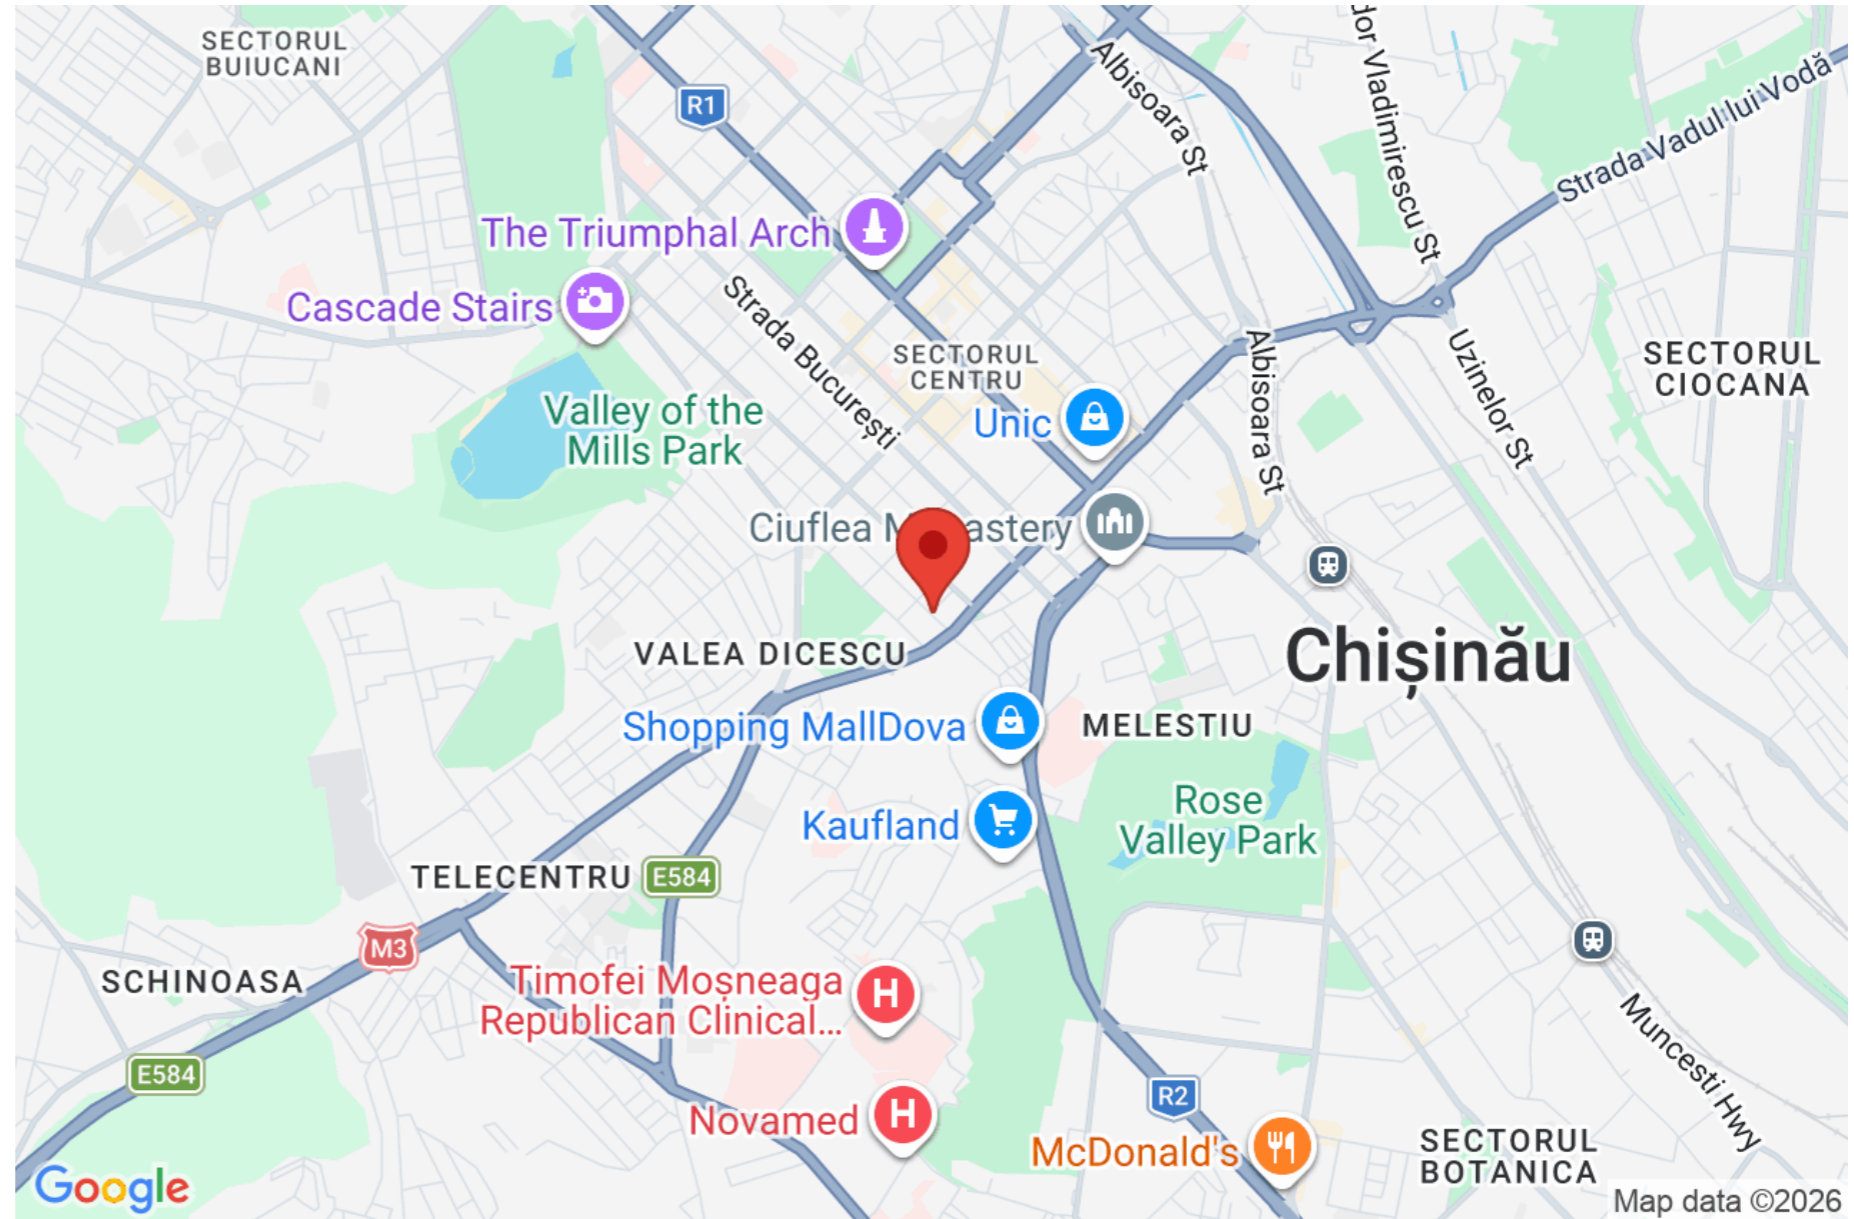 SECTORUL
BUIUCANI
R1
Albisoara St
dor Vladimirescu St
Strada Vadul lui Vodă
The Triumphal Arch
Cascade Stairs
Strada București
SECTORUL
CENTRU
Albisoara St
Uzinelor St
SECTORUL
CIOCANA
Valley of the
Mills Park
Unic
Ciuflea M astery
VALEA DICESCU
Chișinău
Shopping MallDova
MELESTIU
Kaufland
Rose
Valley Park
TELECENTRU
E584
M3
SCHINOASA
Timofei Moșneaga
Republican Clinical...
E584
Novamed
R2
McDonald's
Muncesti Hwy
SECTORUL
BOTANICA
Google
Map data ©2026